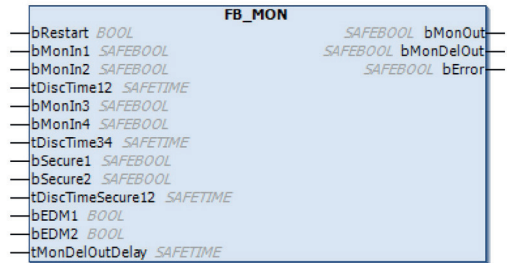 FB_MON
bRestart BOOL SAFEBOOL bMonOut
bMonIn1 SAFEBOOL SAFEBOOL bMonDelOut
bMonIn2 SAFEBOOL SAFEBOOL bError
tDiscTime12 SAFETIME
bMonIn3 SAFEBOOL
bMonIn4 SAFEBOOL
tDiscTime34 SAFETIME
bSecure1 SAFEBOOL
bSecure2 SAFEBOOL
tDiscTimeSecure12 SAFETIME
bEDM1 BOOL
bEDM2 BOOL
tMonDelOutDelay SAFETIME